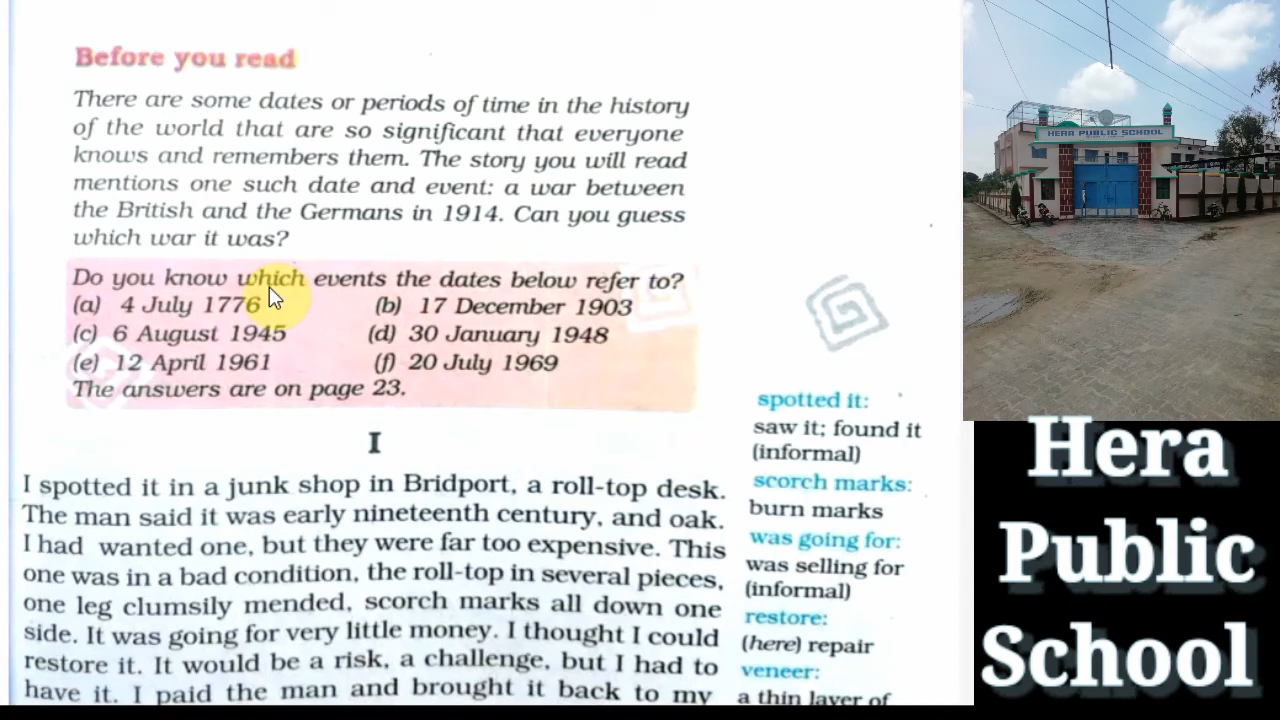 Before you read
There are some dates or periods of time in the history
of the world that are so significant that everyone
knows and remembers them. The story you will read
mentions one such date and event: a war between
the British and the Germans in 1914. Can you guess
which war it was?
Do you know which events the dates below refer to?
(a) 4 July 1776 (b) 17 December 1903
(c) 6 August 1945 (d) 30 January 1948
(e) 12 April 1961 (f) 20 July 1969
The answers are on page 23.
I
I spotted it in a junk shop in Bridport, a roll-top desk.
The man said it was early nineteenth century, and oak.
I had wanted one, but they were far too expensive. This
one was in a bad condition, the roll-top in several pieces,
one leg clumsily mended, scorch marks all down one
side. It was going for very little money. I thought I could
restore it. It would be a risk, a challenge, but I had to
have it. I paid the man and brought it back to my
spotted it:
saw it; found it
(informal)
scorch marks:
burn marks
was going for:
was selling for
(informal)
restore:
(here) repair
veneer:
a thin layer of
HERA PUBLIC SCHOOL
Hera
Public
School